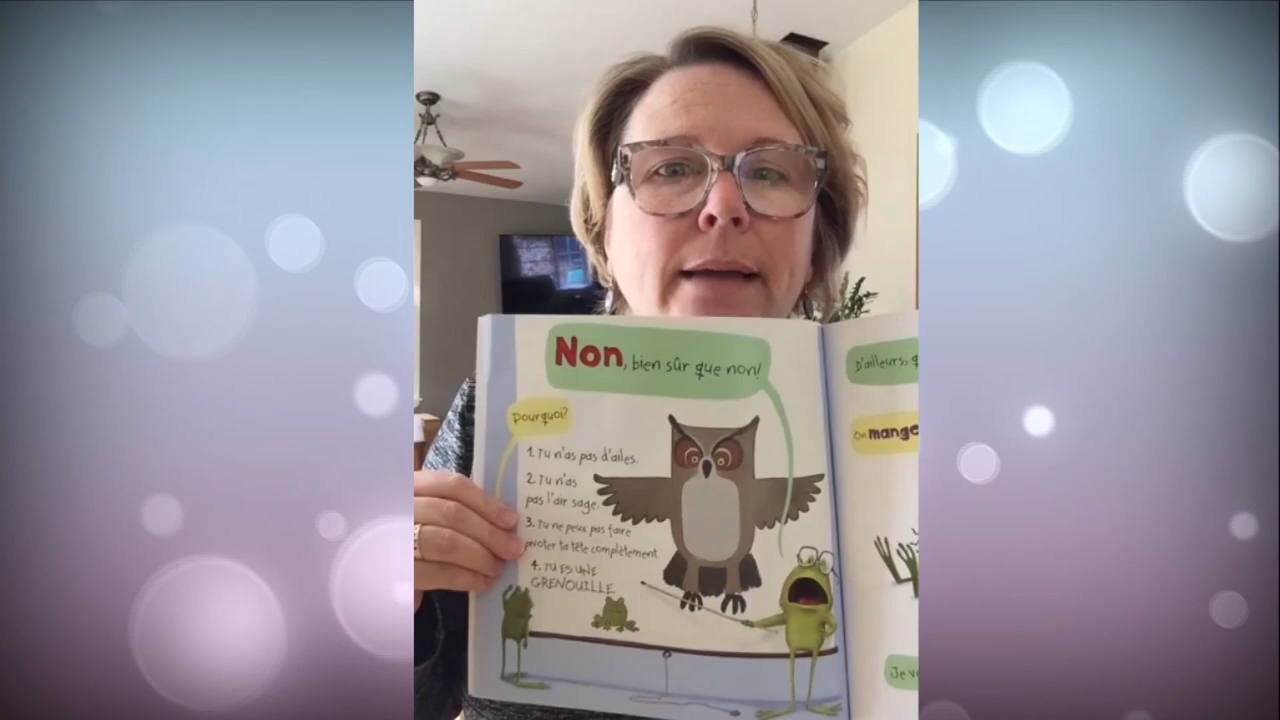 Non, bien sûr que non!
Pourquoi?
1. Tu n'as pas d'ailes.
2. Tu n'as
pas l'air sage.
3. Tu ne peux pas faire
pivoter ta tête complètement.
4. TU ES UNE
GRENOUILLE
D'ailleurs,
On mange
Je